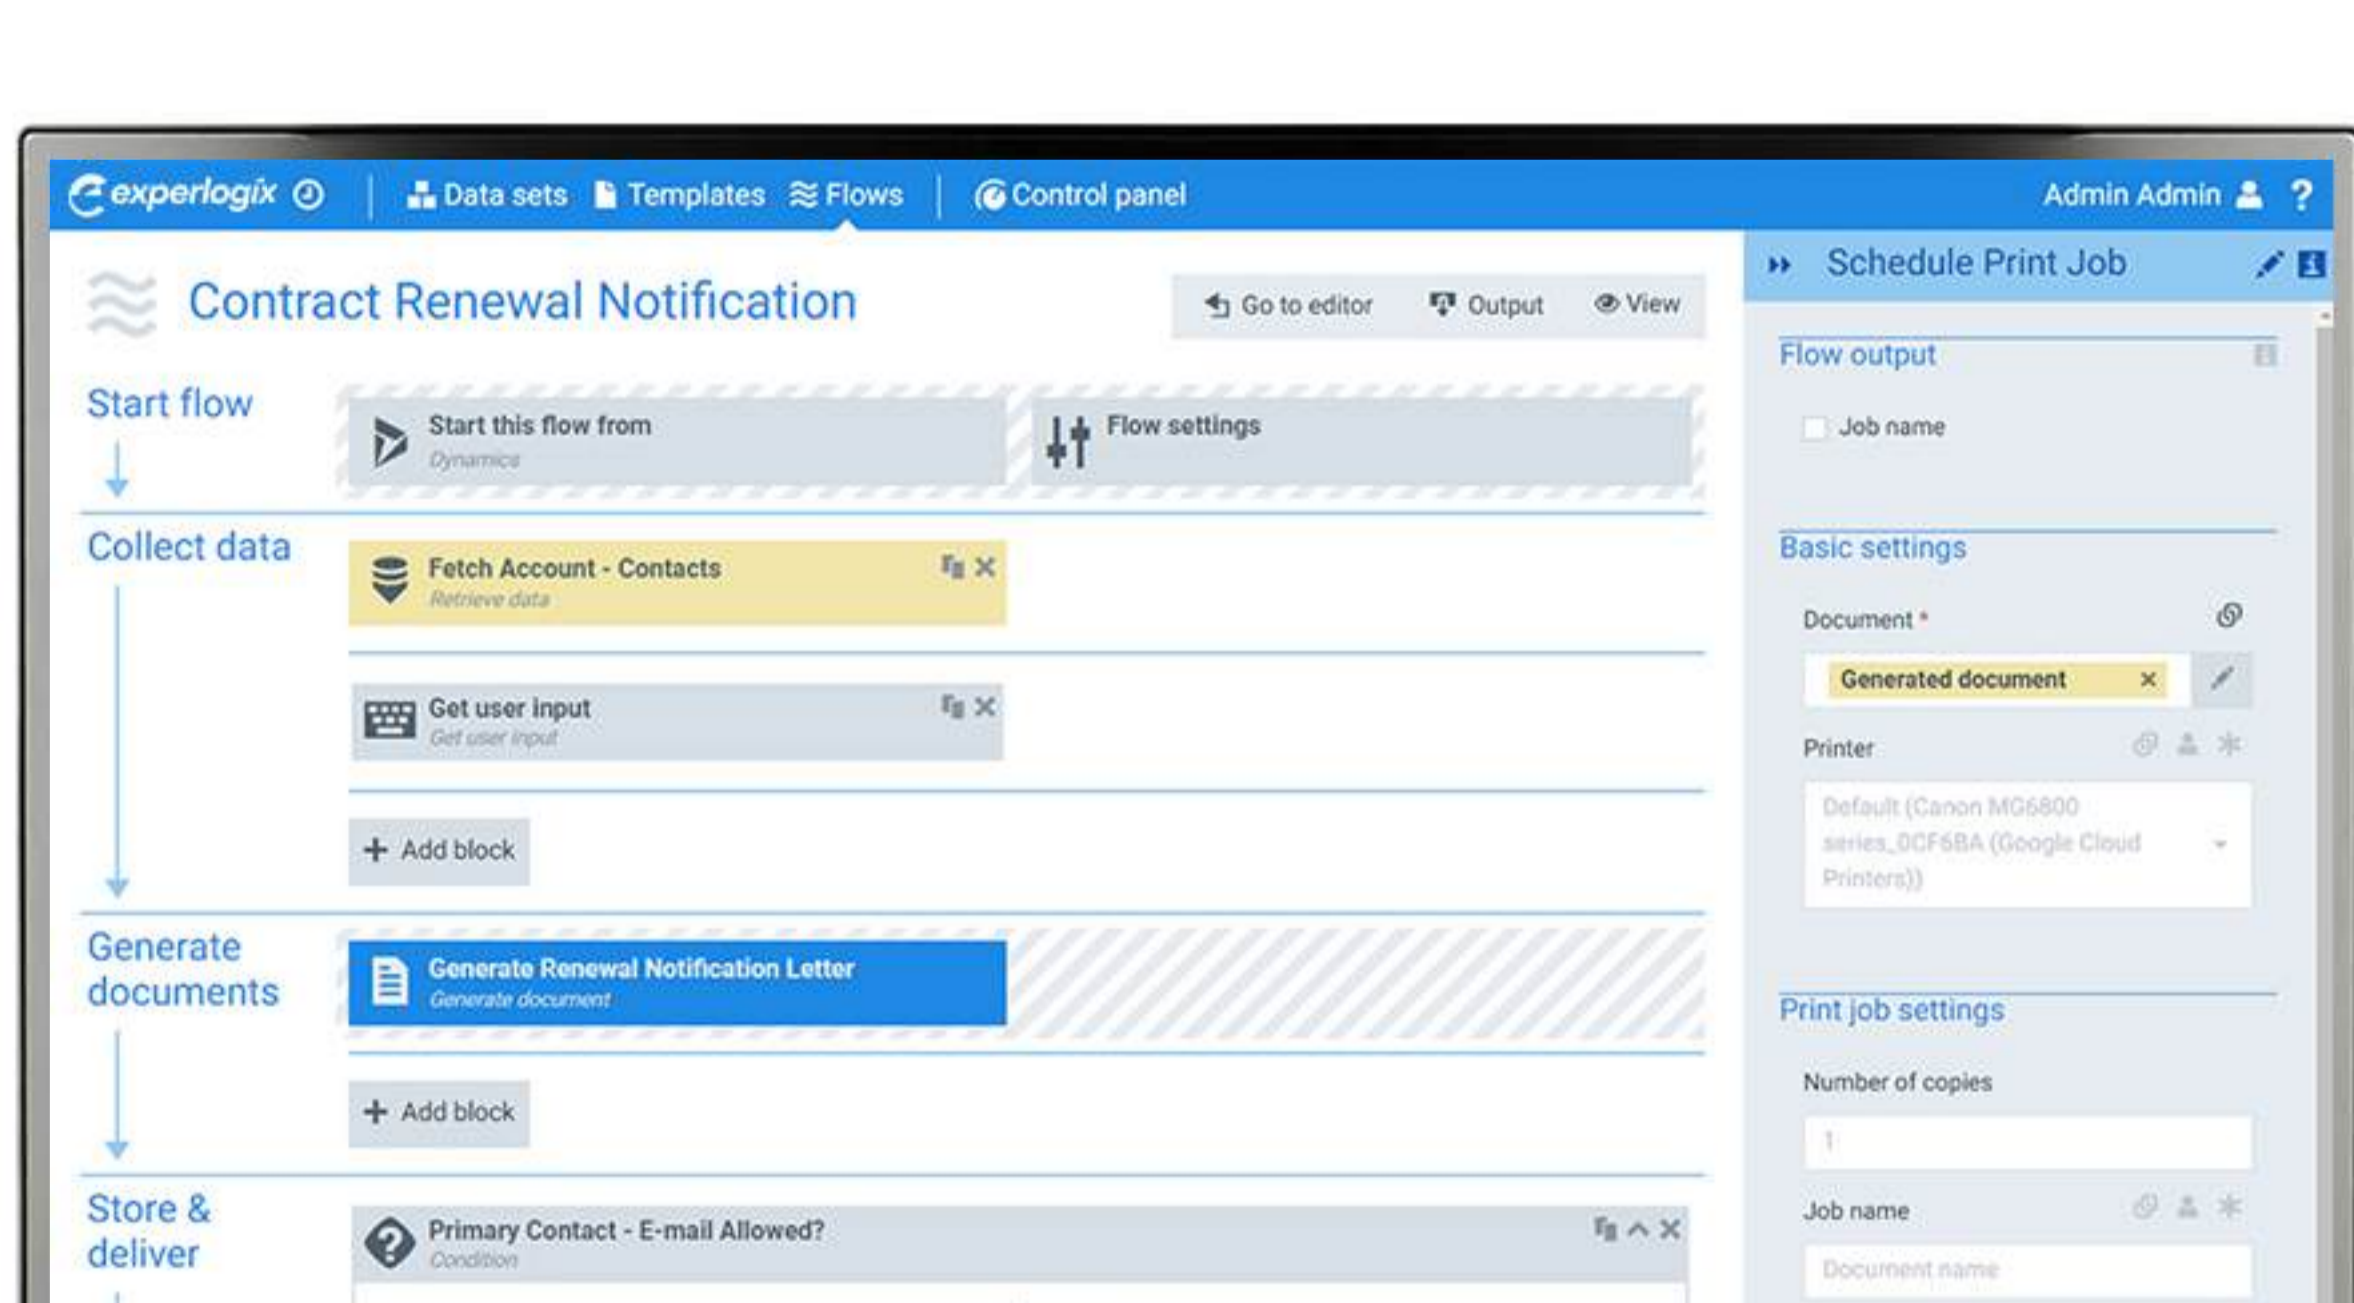 experlogix
Data sets
Templates
Flows
Control panel
Admin Admin
?
Contract Renewal Notification
Go to editor
Output
View
Start flow
Start this flow from
Dynamics
Flow settings
Collect data
Fetch Account - Contacts
Retrieve data
Get user input
Get user input
+ Add block
Generate
documents
Generate Renewal Notification Letter
Generate document
+ Add block
Store &
deliver
Primary Contact - E-mail Allowed?
Condition
Schedule Print Job
Flow output
Job name
Basic settings
Document *
Generated document
Printer
Default (Canon MG6800
series_0CF6BA (Google Cloud
Printers))
Print job settings
Number of copies
1
Job name
Document name